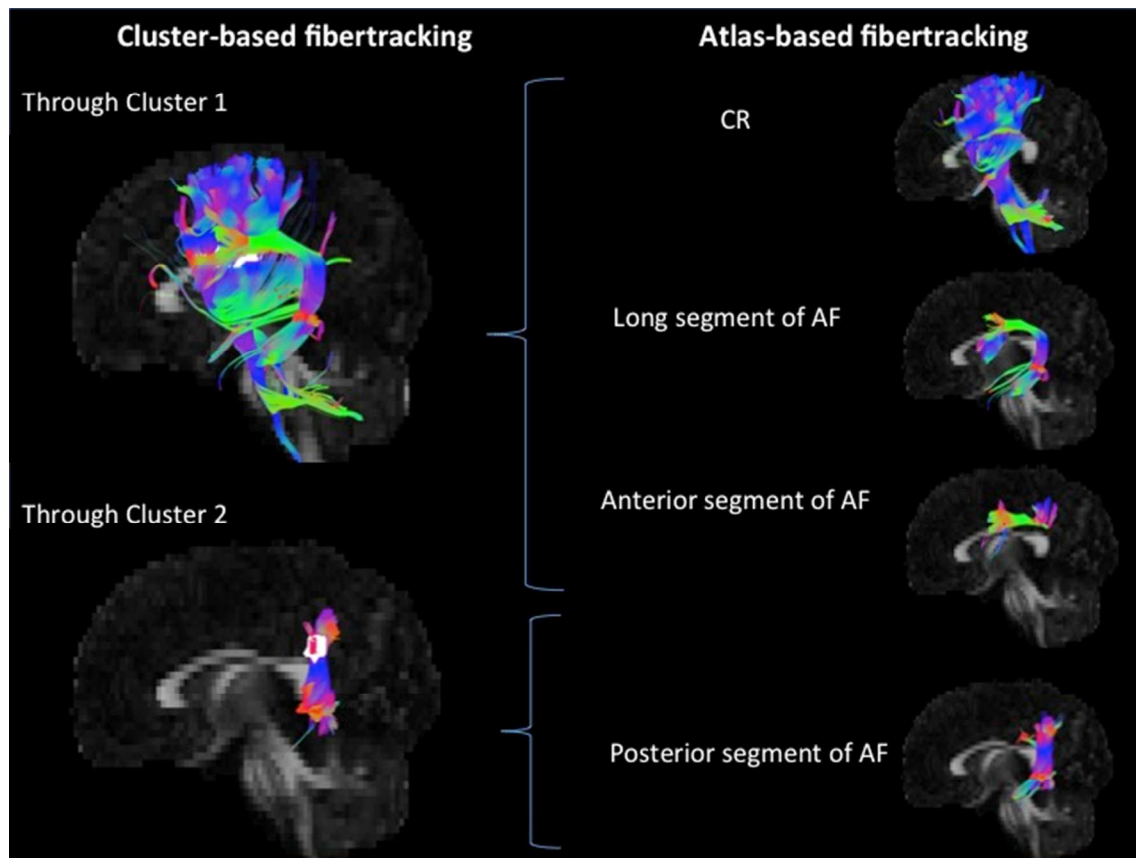 Cluster-based fibertracking
Atlas-based fibertracking
Through Cluster 1
CR
Long segment of AF
Anterior segment of AF
Through Cluster 2
Posterior segment of AF